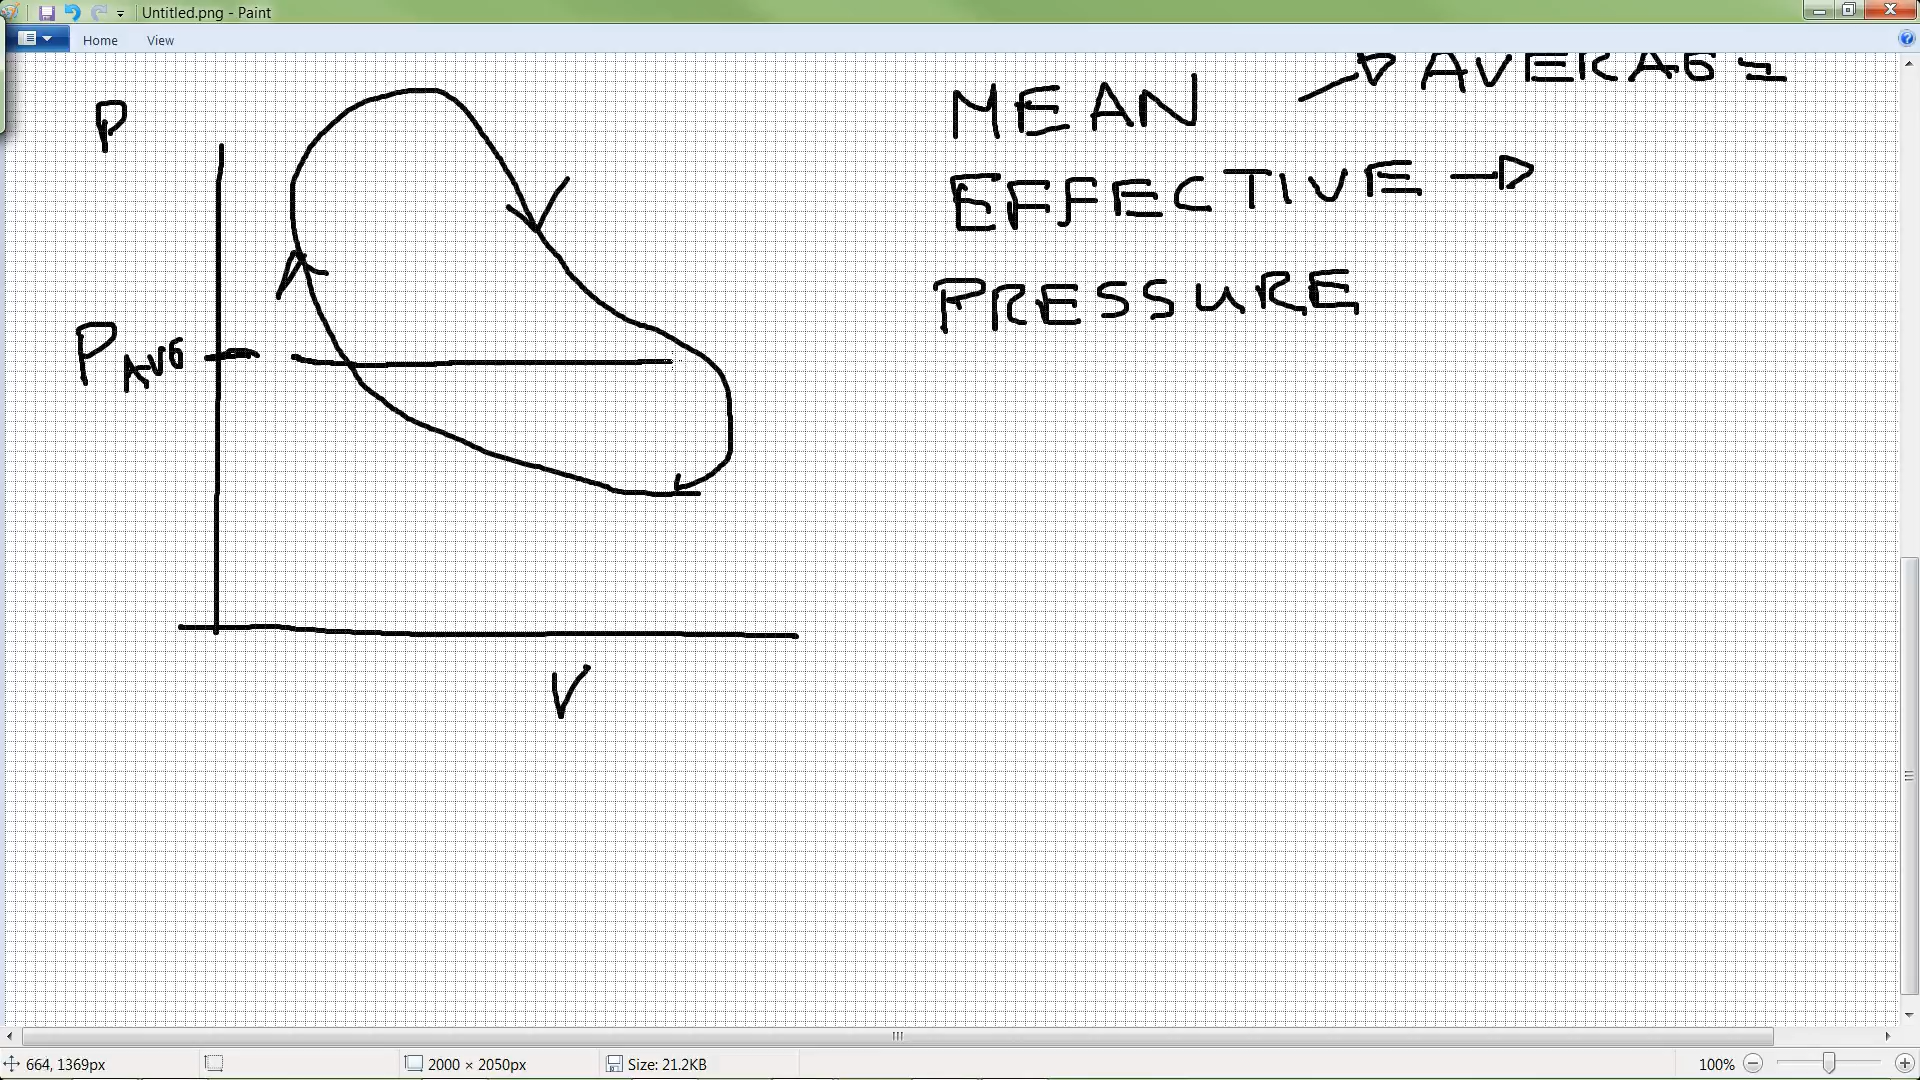 Untitled.png - Paint
Home View
P
MEAN → AVERAGE
EFFECTIVE →
PRESSURE
PAVG
V
664, 1369px
2000 × 2050px
Size: 21.2KB
100%